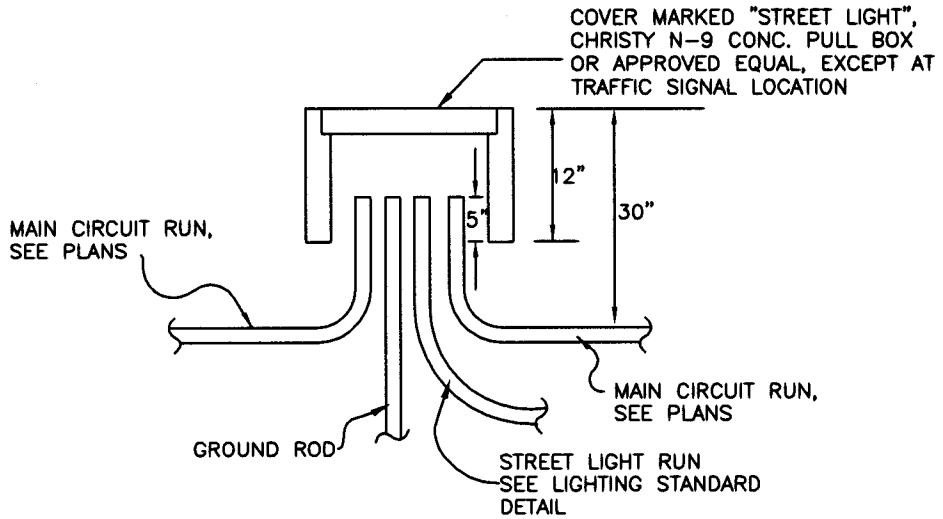 COVER MARKED "STREET LIGHT",
CHRISTY N-9 CONC. PULL BOX
OR APPROVED EQUAL, EXCEPT AT
TRAFFIC SIGNAL LOCATION
12"
30"
5"
MAIN CIRCUIT RUN,
SEE PLANS
MAIN CIRCUIT RUN,
SEE PLANS
GROUND ROD
STREET LIGHT RUN
SEE LIGHTING STANDARD
DETAIL